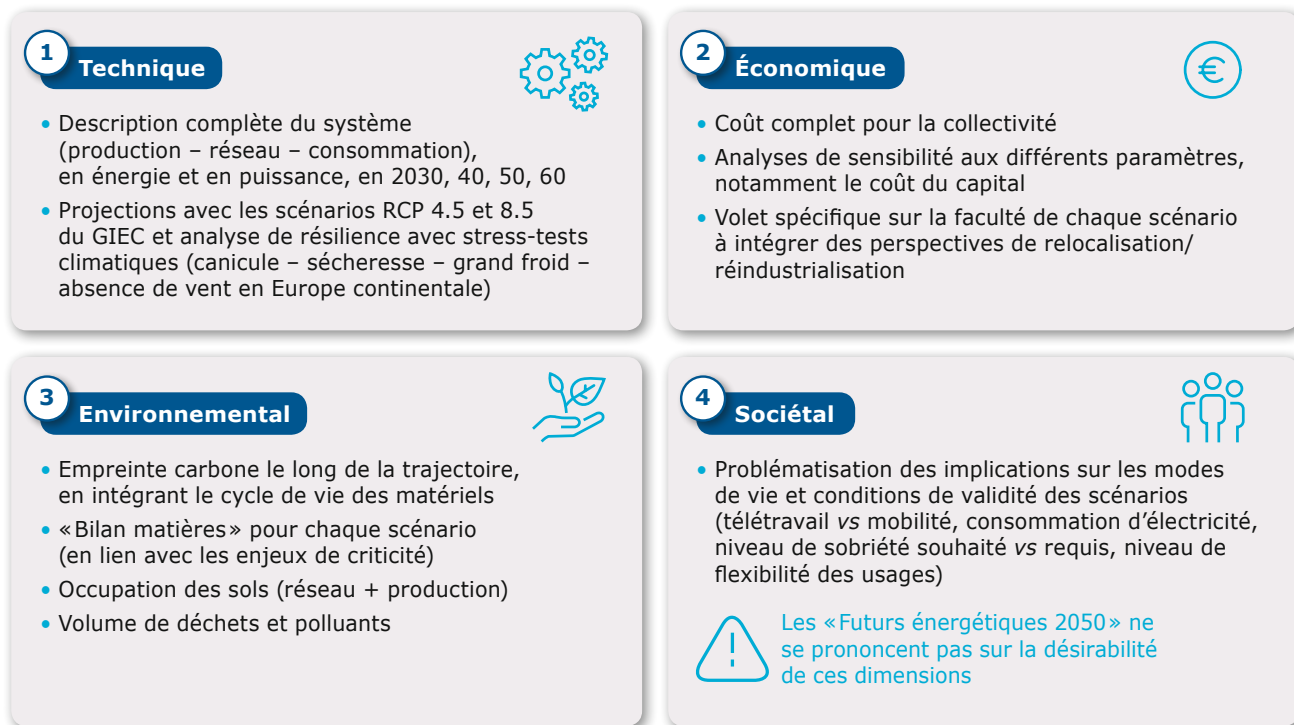 1
Technique
• Description complète du système
(production – réseau – consommation),
en énergie et en puissance, en 2030, 40, 50, 60
• Projections avec les scénarios RCP 4.5 et 8.5
du GIEC et analyse de résilience avec stress-tests
climatiques (canicule – sécheresse – grand froid –
absence de vent en Europe continentale)
2
Économique
€
• Coût complet pour la collectivité
• Analyses de sensibilité aux différents paramètres,
notamment le coût du capital
• Volet spécifique sur la faculté de chaque scénario
à intégrer des perspectives de relocalisation/
réindustrialisation
3
Environnemental
• Empreinte carbone le long de la trajectoire,
en intégrant le cycle de vie des matériels
• «Bilan matières» pour chaque scénario
(en lien avec les enjeux de criticité)
• Occupation des sols (réseau + production)
• Volume de déchets et polluants
4
Sociétal
• Problématisation des implications sur les modes
de vie et conditions de validité des scénarios
(télétravail vs mobilité, consommation d’électricité,
niveau de sobriété souhaité vs requis, niveau de
flexibilité des usages)
Les «Futurs énergétiques 2050» ne
se prononcent pas sur la désirabilité
de ces dimensions